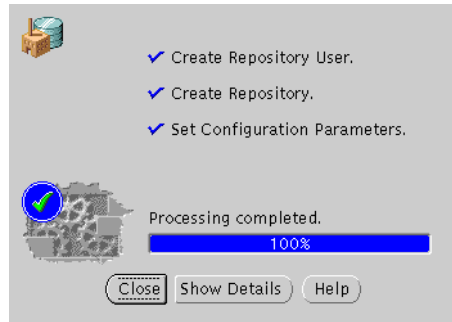 Create Repository User.
Create Repository.
Set Configuration Parameters.
Processing completed.
100%
Close Show Details Help